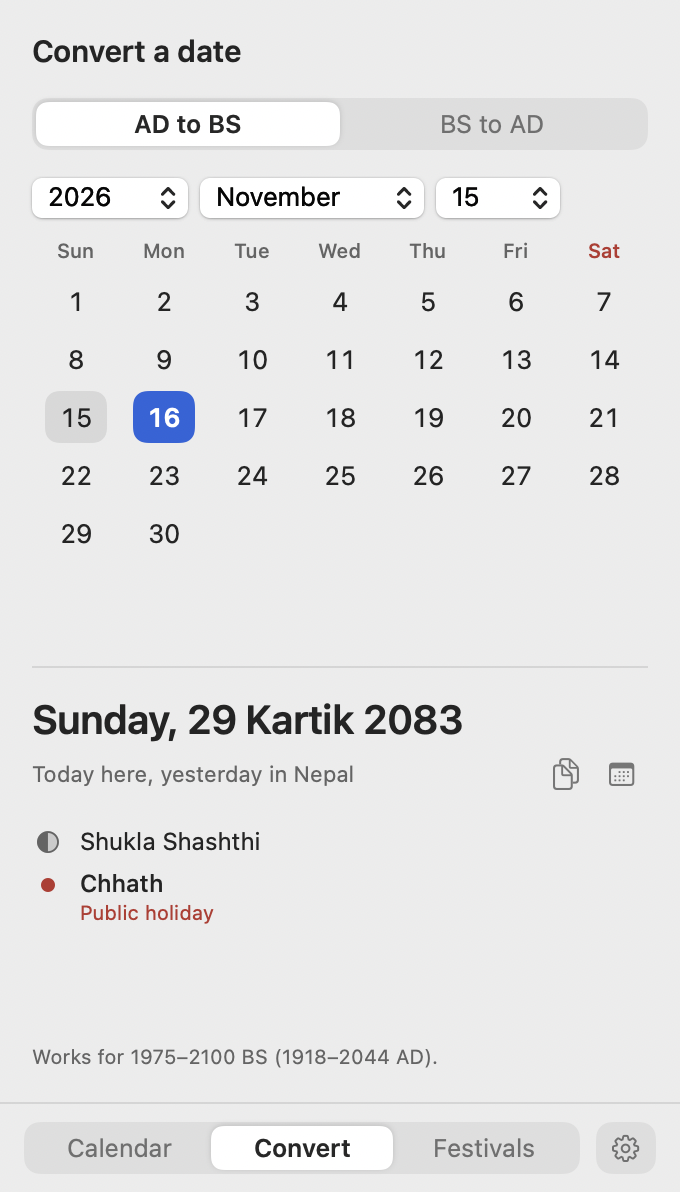 Convert a date
AD to BS BS to AD
2026 November 15
Sun Mon Tue Wed Thu Fri Sat
1 2 3 4 5 6 7
8 9 10 11 12 13 14
15 16 17 18 19 20 21
22 23 24 25 26 27 28
29 30
Sunday, 29 Kartik 2083
Today here, yesterday in Nepal
Shukla Shashthi
Chhath
Public holiday
Works for 1975–2100 BS (1918–2044 AD).
Calendar Convert Festivals